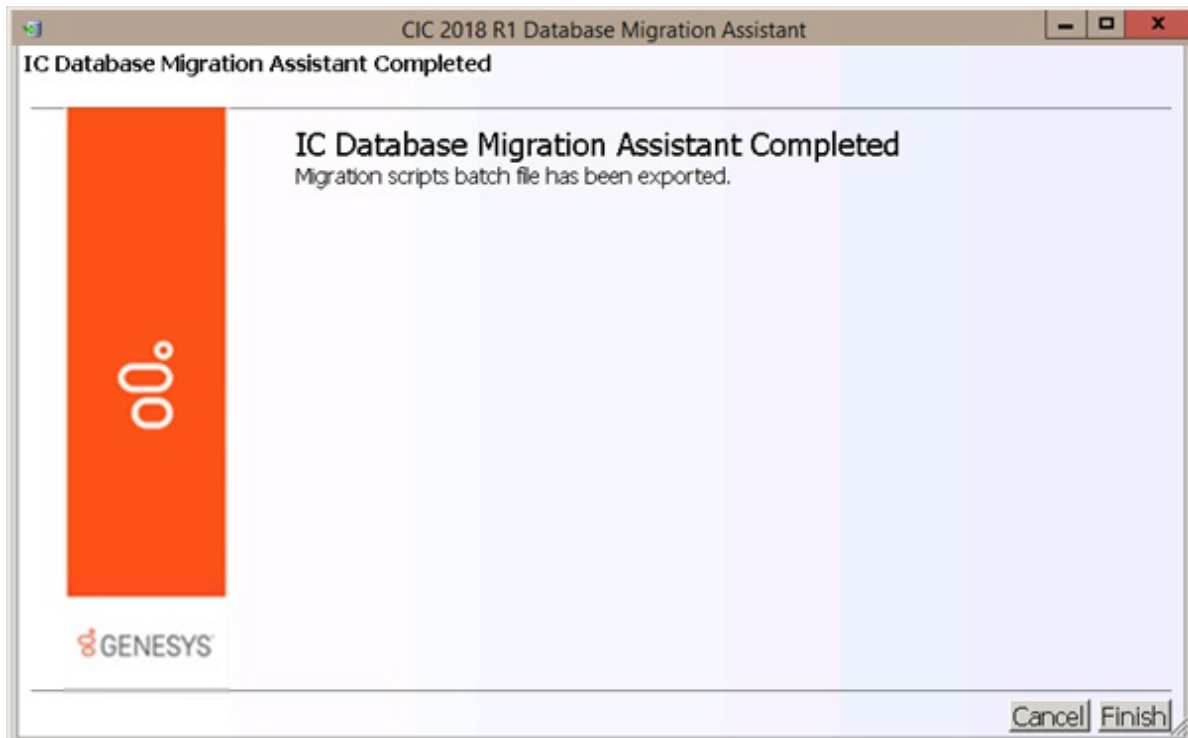 CIC 2018 R1 Database Migration Assistant
IC Database Migration Assistant Completed
IC Database Migration Assistant Completed
Migration scripts batch file has been exported.
GENESYS
Cancel Finish